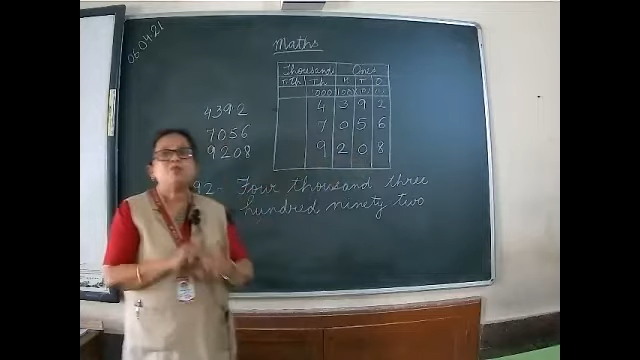 06.04.21
Maths
Thousand Ones
T.Th Th H T O
1000 100 10 1
4392 4 3 9 2
7056 7 0 5 6
9208 9 2 0 8
92 = Four thousand three
hundred ninety two